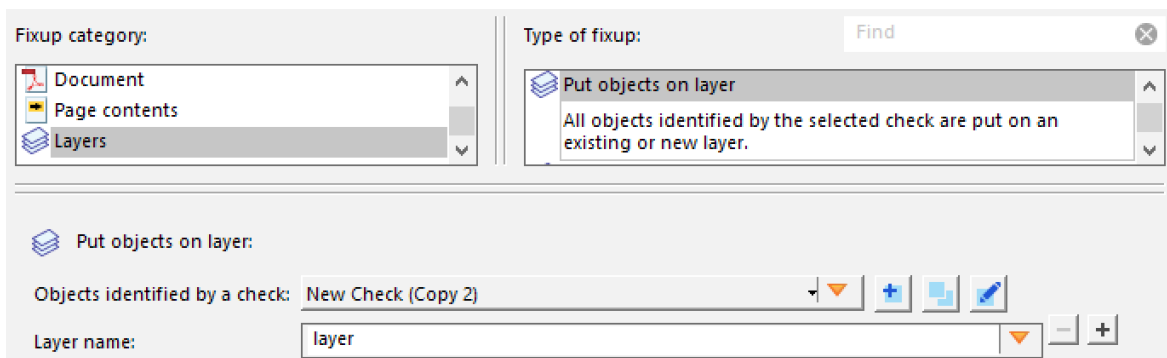 Fixup category:
Type of fixup:
Find
Document
Page contents
Layers
Put objects on layer
All objects identified by the selected check are put on an
existing or new layer.
Put objects on layer:
Objects identified by a check: New Check (Copy 2)
Layer name: layer